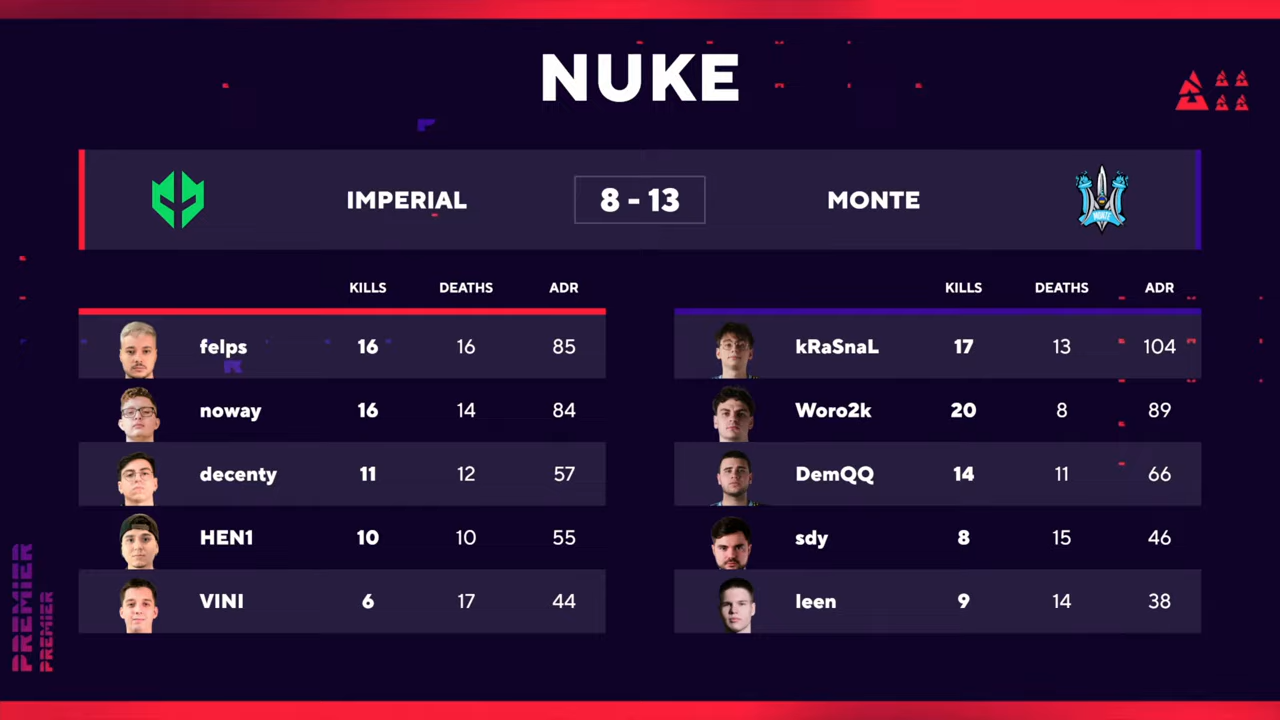 NUKE
IMPERIAL 8 - 13 MONTE
MONTE
KILLS DEATHS ADR
felps 16 16 85
noway 16 14 84
decenty 11 12 57
HEN1 10 10 55
VINI 6 17 44
KILLS DEATHS ADR
kRaSnaL 17 13 104
Woro2k 20 8 89
DemQQ 14 11 66
sdy 8 15 46
leen 9 14 38
PREMIER
PREMIER